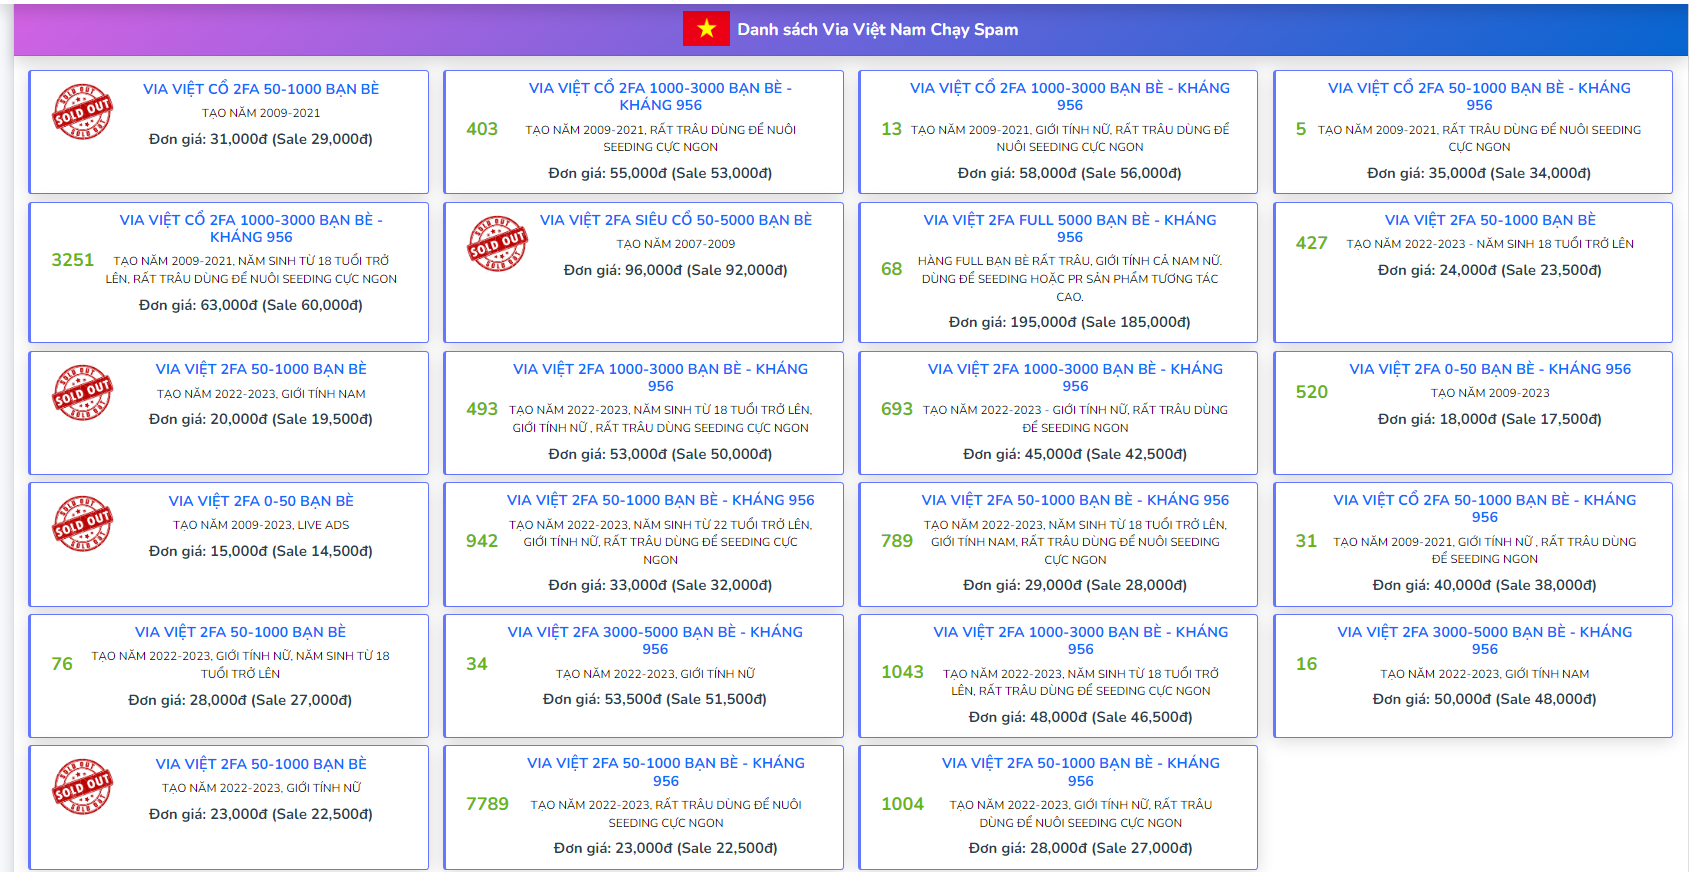 Danh sách Via Việt Nam Chạy Spam
SOLD OUT
VIA VIỆT CỔ 2FA 50-1000 BẠN BÈ
TẠO NĂM 2009-2021
Đơn giá: 31,000đ (Sale 29,000đ)
VIA VIỆT CỔ 2FA 1000-3000 BẠN BÈ -
KHÁNG 956
403
TẠO NĂM 2009-2021, RẤT TRÂU DÙNG ĐỂ NUÔI
SEEDING CỰC NGON
Đơn giá: 55,000đ (Sale 53,000đ)
VIA VIỆT CỔ 2FA 1000-3000 BẠN BÈ - KHÁNG
956
13
TẠO NĂM 2009-2021, GIỚI TÍNH NỮ, RẤT TRÂU DÙNG ĐỂ
NUÔI SEEDING CỰC NGON
Đơn giá: 58,000đ (Sale 56,000đ)
VIA VIỆT CỔ 2FA 50-1000 BẠN BÈ - KHÁNG
956
5
TẠO NĂM 2009-2021, RẤT TRÂU DÙNG ĐỂ NUÔI SEEDING
CỰC NGON
Đơn giá: 35,000đ (Sale 34,000đ)
VIA VIỆT CỔ 2FA 1000-3000 BẠN BÈ -
KHÁNG 956
3251
TẠO NĂM 2009-2021, NĂM SINH TỪ 18 TUỔI TRỞ
LÊN, RẤT TRÂU DÙNG ĐỂ NUÔI SEEDING CỰC NGON
Đơn giá: 63,000đ (Sale 60,000đ)
SOLD OUT
VIA VIỆT 2FA SIÊU CỔ 50-5000 BẠN BÈ
TẠO NĂM 2007-2009
Đơn giá: 96,000đ (Sale 92,000đ)
VIA VIỆT 2FA FULL 5000 BẠN BÈ - KHÁNG
956
68
HÀNG FULL BẠN BÈ RẤT TRÂU, GIỚI TÍNH CẢ NAM NỮ.
DÙNG ĐỂ SEEDING HOẶC PR SẢN PHẨM TƯƠNG TÁC
CAO.
Đơn giá: 195,000đ (Sale 185,000đ)
VIA VIỆT 2FA 50-1000 BẠN BÈ
427
TẠO NĂM 2022-2023 - NĂM SINH 18 TUỔI TRỞ LÊN
Đơn giá: 24,000đ (Sale 23,500đ)
SOLD OUT
VIA VIỆT 2FA 50-1000 BẠN BÈ
TẠO NĂM 2022-2023, GIỚI TÍNH NAM
Đơn giá: 20,000đ (Sale 19,500đ)
VIA VIỆT 2FA 1000-3000 BẠN BÈ - KHÁNG
956
493
TẠO NĂM 2022-2023, NĂM SINH TỪ 18 TUỔI TRỞ LÊN,
GIỚI TÍNH NỮ , RẤT TRÂU DÙNG SEEDING CỰC NGON
Đơn giá: 53,000đ (Sale 50,000đ)
VIA VIỆT 2FA 1000-3000 BẠN BÈ - KHÁNG
956
693
TẠO NĂM 2022-2023 - GIỚI TÍNH NỮ, RẤT TRÂU DÙNG
ĐỂ SEEDING NGON
Đơn giá: 45,000đ (Sale 42,500đ)
VIA VIỆT 2FA 0-50 BẠN BÈ - KHÁNG 956
520
TẠO NĂM 2009-2023
Đơn giá: 18,000đ (Sale 17,500đ)
SOLD OUT
VIA VIỆT 2FA 0-50 BẠN BÈ
TẠO NĂM 2009-2023, LIVE ADS
Đơn giá: 15,000đ (Sale 14,500đ)
VIA VIỆT 2FA 50-1000 BẠN BÈ - KHÁNG 956
942
TẠO NĂM 2022-2023, NĂM SINH TỪ 22 TUỔI TRỞ LÊN,
GIỚI TÍNH NỮ, RẤT TRÂU DÙNG ĐỂ SEEDING CỰC
NGON
Đơn giá: 33,000đ (Sale 32,000đ)
VIA VIỆT 2FA 50-1000 BẠN BÈ - KHÁNG 956
789
TẠO NĂM 2022-2023, NĂM SINH TỪ 18 TUỔI TRỞ LÊN,
GIỚI TÍNH NAM, RẤT TRÂU DÙNG ĐỂ NUÔI SEEDING
CỰC NGON
Đơn giá: 29,000đ (Sale 28,000đ)
VIA VIỆT CỔ 2FA 50-1000 BẠN BÈ - KHÁNG
956
31
TẠO NĂM 2009-2021, GIỚI TÍNH NỮ , RẤT TRÂU DÙNG
ĐỂ SEEDING NGON
Đơn giá: 40,000đ (Sale 38,000đ)
VIA VIỆT 2FA 50-1000 BẠN BÈ
76
TẠO NĂM 2022-2023, GIỚI TÍNH NỮ, NĂM SINH TỪ 18
TUỔI TRỞ LÊN
Đơn giá: 28,000đ (Sale 27,000đ)
VIA VIỆT 2FA 3000-5000 BẠN BÈ - KHÁNG
956
34
TẠO NĂM 2022-2023, GIỚI TÍNH NỮ
Đơn giá: 53,500đ (Sale 51,500đ)
VIA VIỆT 2FA 1000-3000 BẠN BÈ - KHÁNG
956
1043
TẠO NĂM 2022-2023, NĂM SINH TỪ 18 TUỔI TRỞ
LÊN, RẤT TRÂU DÙNG ĐỂ SEEDING CỰC NGON
Đơn giá: 48,000đ (Sale 46,500đ)
VIA VIỆT 2FA 3000-5000 BẠN BÈ - KHÁNG
956
16
TẠO NĂM 2022-2023, GIỚI TÍNH NAM
Đơn giá: 50,000đ (Sale 48,000đ)
SOLD OUT
VIA VIỆT 2FA 50-1000 BẠN BÈ
TẠO NĂM 2022-2023, GIỚI TÍNH NỮ
Đơn giá: 23,000đ (Sale 22,500đ)
VIA VIỆT 2FA 50-1000 BẠN BÈ - KHÁNG
956
7789
TẠO NĂM 2022-2023, RẤT TRÂU DÙNG ĐỂ NUÔI
SEEDING CỰC NGON
Đơn giá: 23,000đ (Sale 22,500đ)
VIA VIỆT 2FA 50-1000 BẠN BÈ - KHÁNG
956
1004
TẠO NĂM 2022-2023, GIỚI TÍNH NỮ, RẤT TRÂU
DÙNG ĐỂ NUÔI SEEDING CỰC NGON
Đơn giá: 28,000đ (Sale 27,000đ)